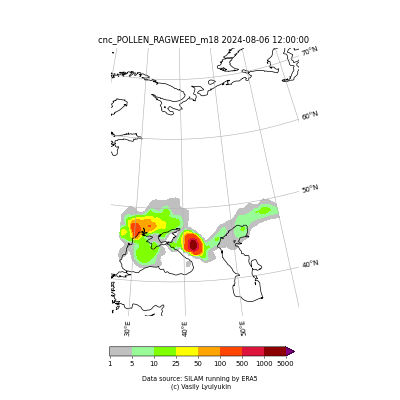 cnc_POLLEN_RAGWEED_m18 2024-08-06 12:00:00
70°N
60°N
50°N
40°N
30°E
40°E
50°E
1 5 10 25 50 100 500 1000 5000
Data source: SILAM running by ERA5
(c) Vasily Lyulyukin